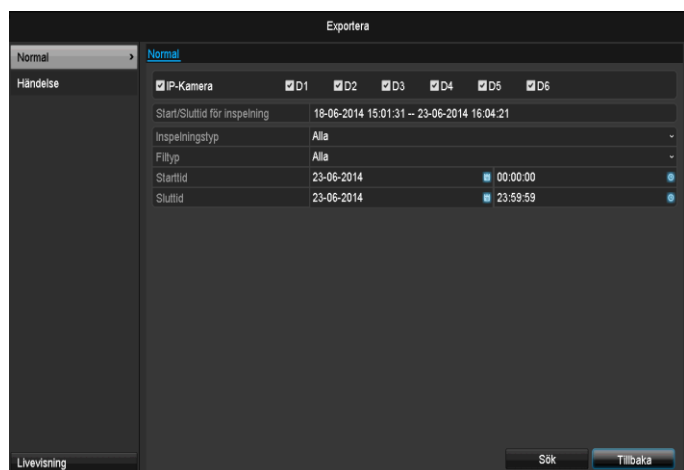 Exportera
Normal
Händelse
Livevisning
Normal
IP-Kamera D1 D2 D3 D4 D5 D6
Start/Sluttid för inspelning 18-06-2014 15:01:31 -- 23-06-2014 16:04:21
Inspelningstyp Alla
Filtyp Alla
Starttid 23-06-2014 00:00:00
Sluttid 23-06-2014 23:59:59
Sök Tillbaka